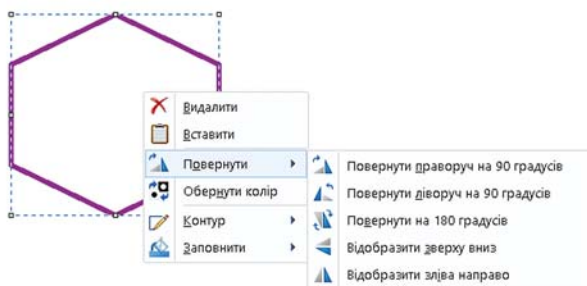 Видалити
Вставити
Повернути
Обернути колір
Контур
Заповнити
Повернути праворуч на 90 градусів
Повернути ліворуч на 90 градусів
Повернути на 180 градусів
Відобразити зверху вниз
Відобразити зліва направо